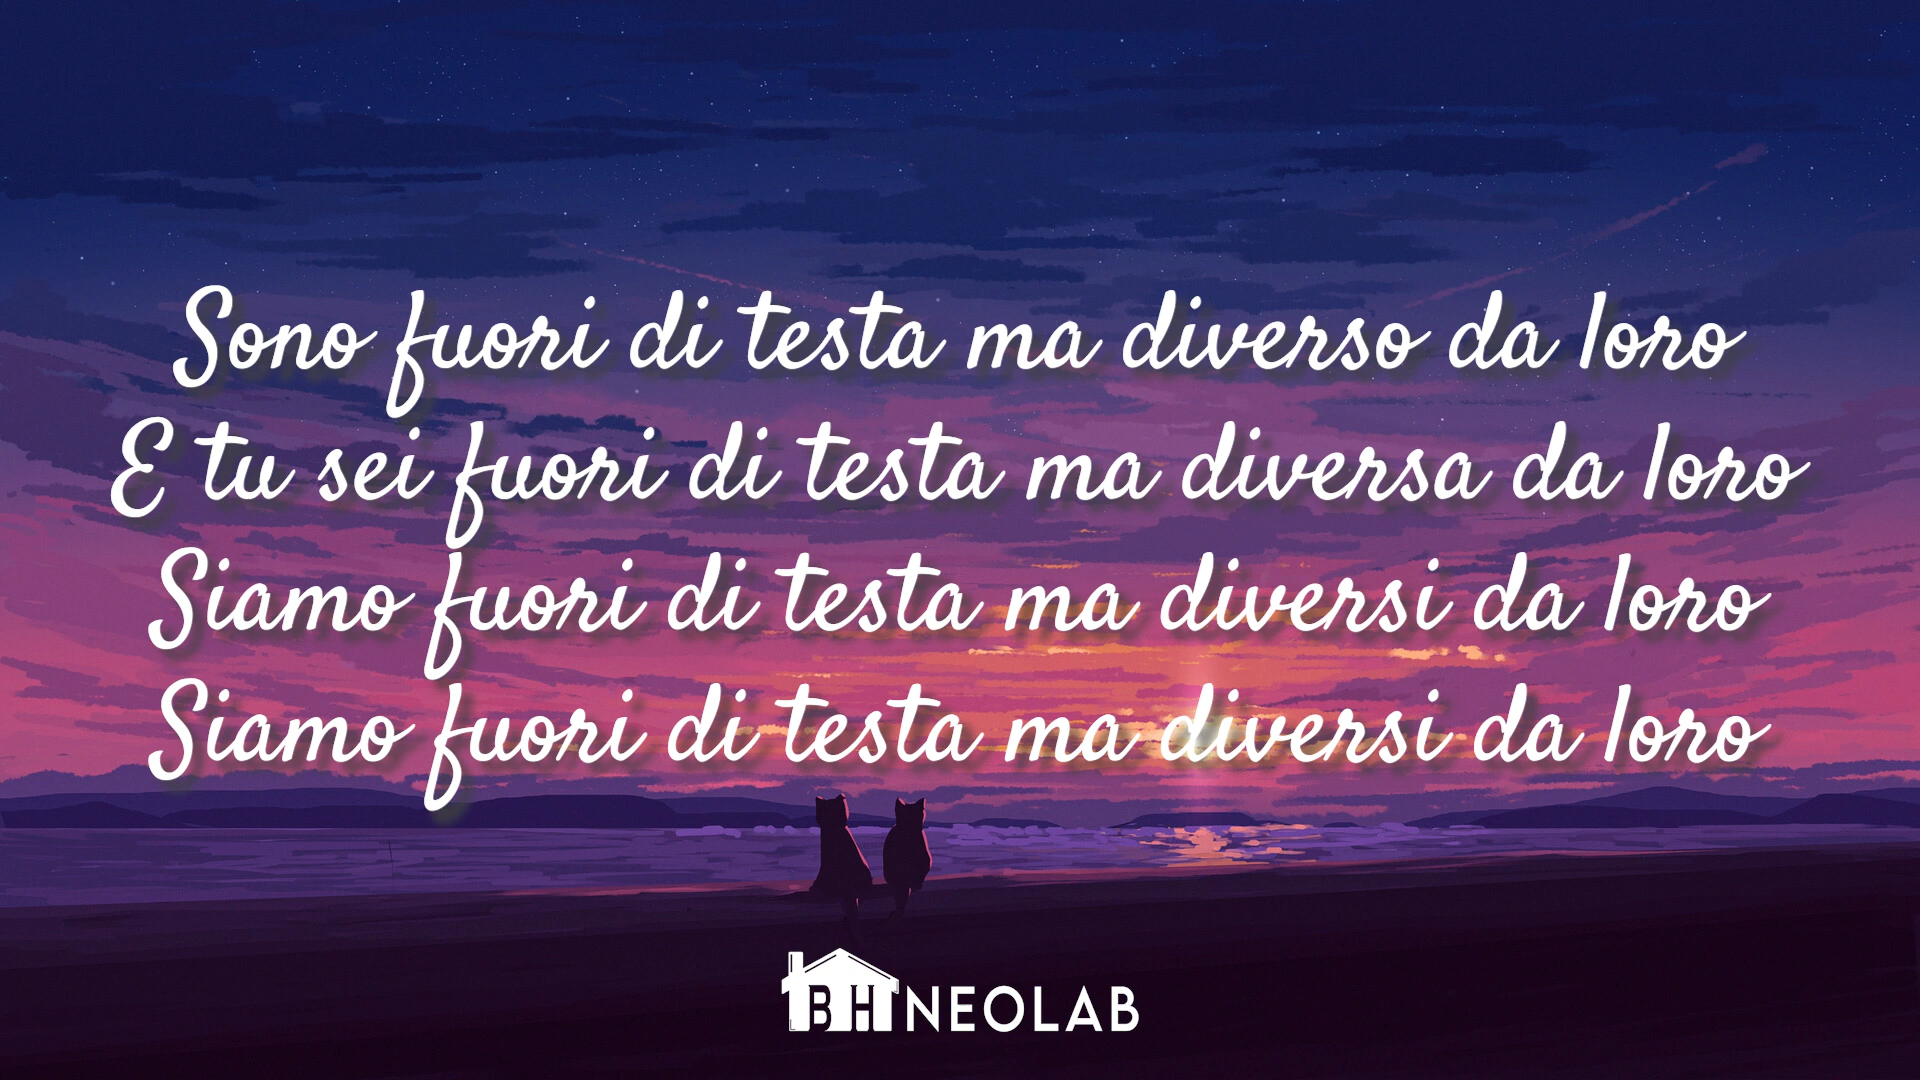 Sono fuori di testa ma diverso da loro
E tu sei fuori di testa ma diversa da loro
Siamo fuori di testa ma diversi da loro
Siamo fuori di testa ma diversi da loro
BH NEOLAB